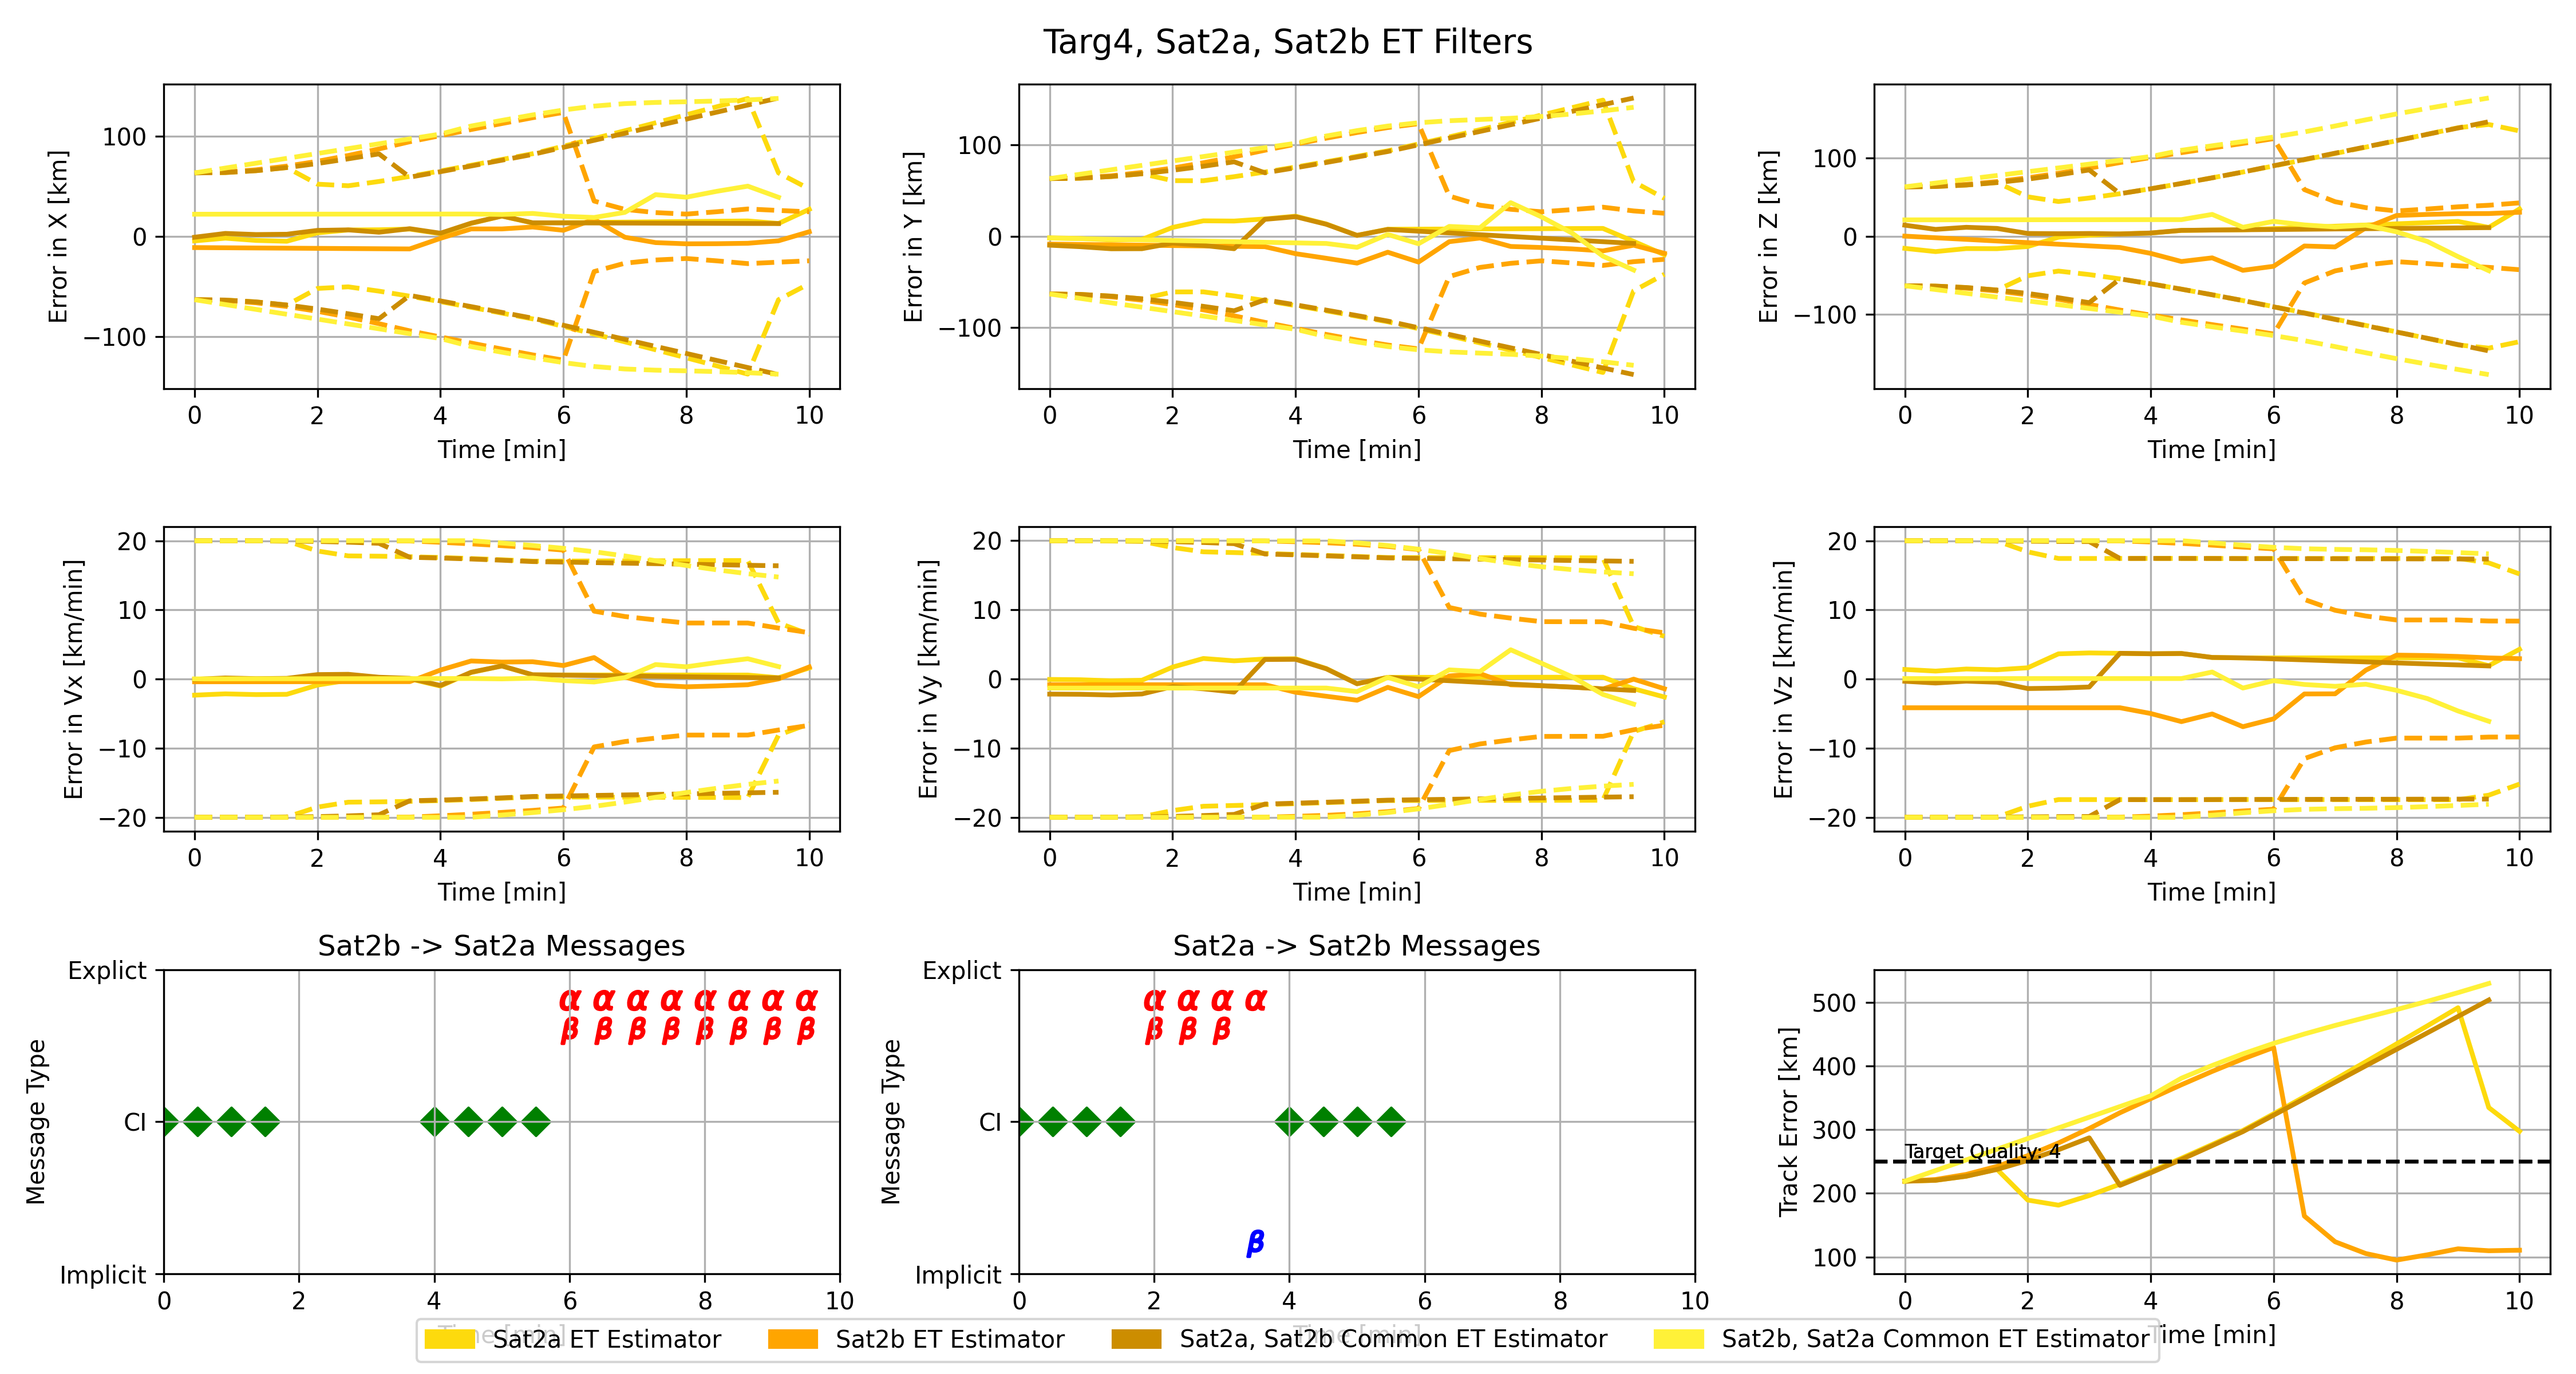 Targ4, Sat2a, Sat2b ET Filters
Error in X [km]
100
0
−100
0 2 4 6 8 10
Time [min]
Error in Y [km]
100
0
−100
0 2 4 6 8 10
Time [min]
Error in Z [km]
100
0
−100
0 2 4 6 8 10
Time [min]
Error in Vx [km/min]
20
10
0
−10
−20
0 2 4 6 8 10
Time [min]
Error in Vy [km/min]
20
10
0
−10
−20
0 2 4 6 8 10
Time [min]
Error in Vz [km/min]
20
10
0
−10
−20
0 2 4 6 8 10
Time [min]
Sat2b -> Sat2a Messages
Message Type
Explict
α α α α α α α α
β β β β β β β β
CI
Implicit
0 2 4 6 8 10
Time [min]
Sat2a -> Sat2b Messages
Message Type
Explict
α α α α
β β β
CI
β
Implicit
0 2 4 6 8 10
Time [min]
Track Error [km]
500
400
300
Target Quality: 4
200
100
0 2 4 6 8 10
Time [min]
Sat2a ET Estimator Sat2b ET Estimator Sat2a, Sat2b Common ET Estimator Sat2b, Sat2a Common ET Estimator